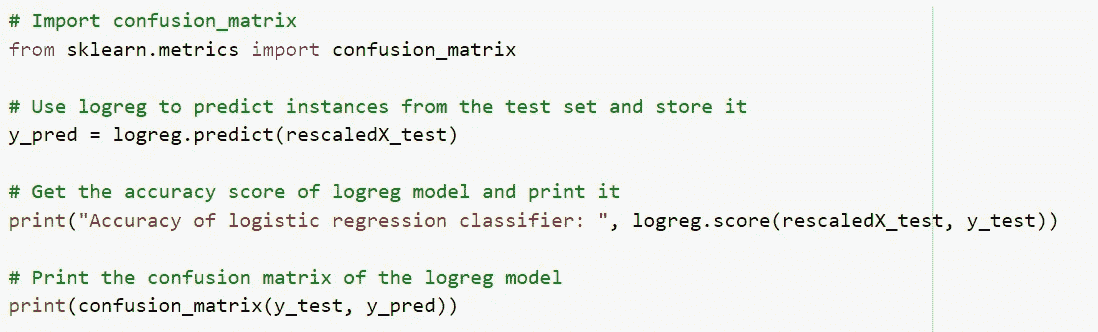 # Import confusion_matrix
from sklearn.metrics import confusion_matrix
# Use logreg to predict instances from the test set and store it
y_pred = logreg.predict(rescaledX_test)
# Get the accuracy score of logreg model and print it
print("Accuracy of logistic regression classifier: ", logreg.score(rescaledX_test, y_test))
# Print the confusion matrix of the logreg model
print(confusion_matrix(y_test, y_pred))